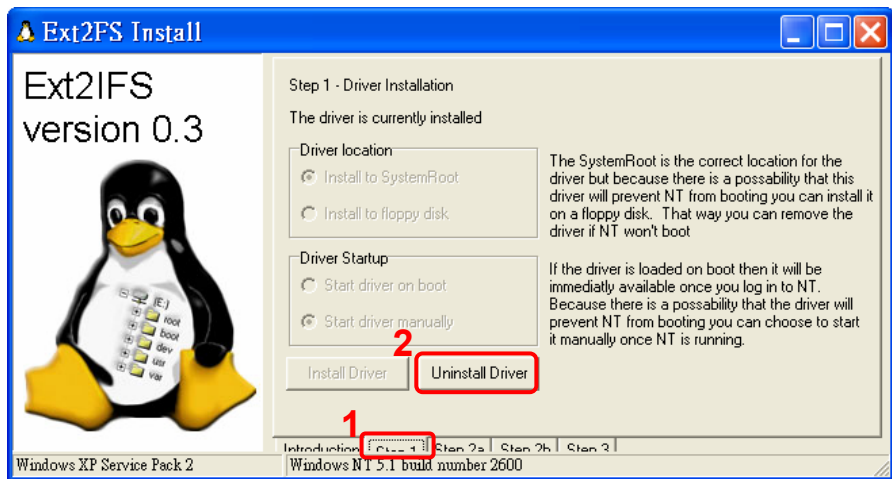 Ext2FS Install
Ext2IFS
version 0.3
(E:)
root
boot
dev
usr
var
Step 1 - Driver Installation
The driver is currently installed
Driver location
Install to SystemRoot
Install to floppy disk
The SystemRoot is the correct location for the
driver but because there is a possability that this
driver will prevent NT from booting you can install it
on a floppy disk. That way you can remove the
driver if NT won't boot
Driver Startup
Start driver on boot
Start driver manually
If the driver is loaded on boot then it will be
immediatly available once you log in to NT.
Because there is a possability that the driver will
prevent NT from booting you can choose to start
it manually once NT is running.
2
Install Driver Uninstall Driver
1
Introduction Step 1 Step 2a Step 2b Step 3
Windows XP Service Pack 2 Windows NT 5.1 build number 2600